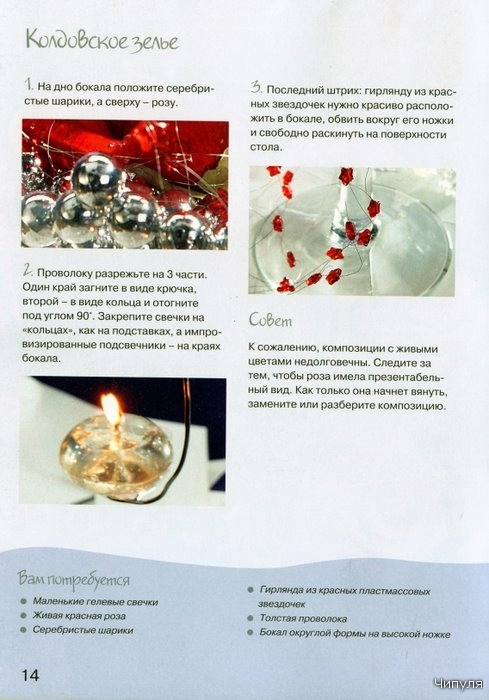 Колдовское зелье
1. На дно бокала положите серебри-
стые шарики, а сверху – розу.
2. Проволоку разрежьте на 3 части.
Один край загните в виде крючка,
второй – в виде кольца и отогните
под углом 90°. Закрепите свечки на
«кольцах», как на подставках, а импро-
визированные подсвечники – на краях
бокала.
3. Последний штрих: гирлянду из крас-
ных звездочек нужно красиво располо-
жить в бокале, обвить вокруг его ножки
и свободно раскинуть на поверхности
стола.
Совет
К сожалению, композиции с живыми
цветами недолговечны. Следите за
тем, чтобы роза имела презентабель-
ный вид. Как только она начнет вянуть,
замените или разберите композицию.
Вам потребуется
● Маленькие гелевые свечки
● Живая красная роза
● Серебристые шарики
● Гирлянда из красных пластмассовых
звездочек
● Толстая проволока
● Бокал округлой формы на высокой ножке
14
Чипуля